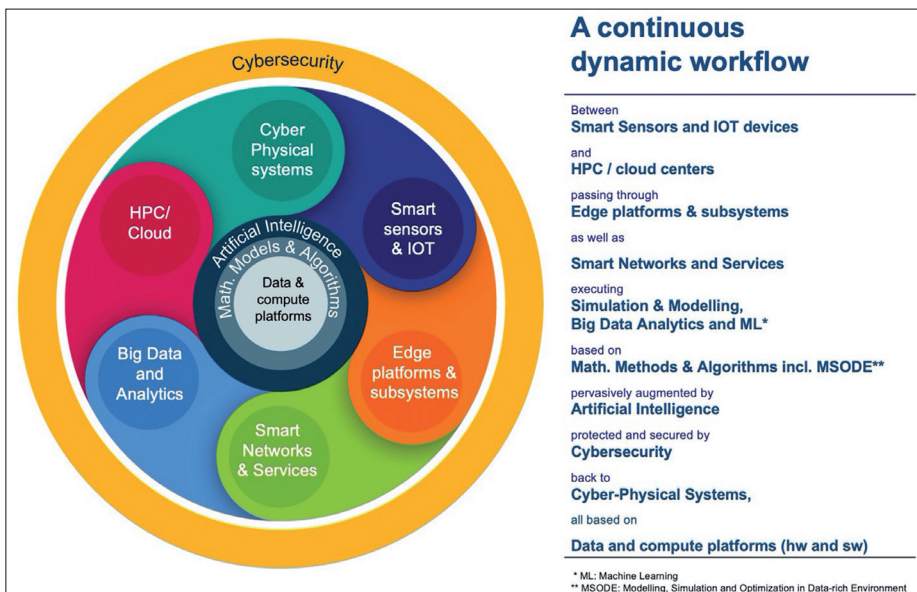 Cybersecurity
Cyber
Physical
systems
Smart
sensors
& IOT
Edge
platforms &
subsystems
Smart
Networks
& Services
Big Data
and
Analytics
HPC/
Cloud
Artificial Intelligence
Math. Models & Algorithms
Data &
compute
platforms
A continuous
dynamic workflow
Between
Smart Sensors and IOT devices
and
HPC / cloud centers
passing through
Edge platforms & subsystems
as well as
Smart Networks and Services
executing
Simulation & Modelling,
Big Data Analytics and ML*
based on
Math. Methods & Algorithms incl. MSODE**
pervasively augmented by
Artificial Intelligence
protected and secured by
Cybersecurity
back to
Cyber-Physical Systems,
all based on
Data and compute platforms (hw and sw)
* ML: Machine Learning
** MSODE: Modelling, Simulation and Optimization in Data-rich Environment